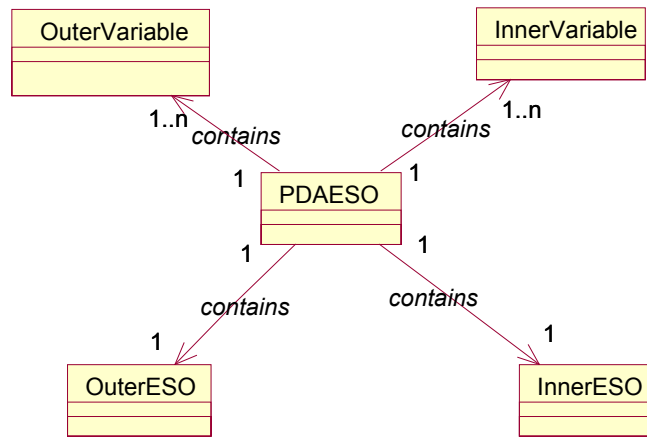 OuterVariable
InnerVariable
1..n
contains
contains
1..n
1
PDAESO
1
1
1
contains
contains
1
1
OuterESO
InnerESO